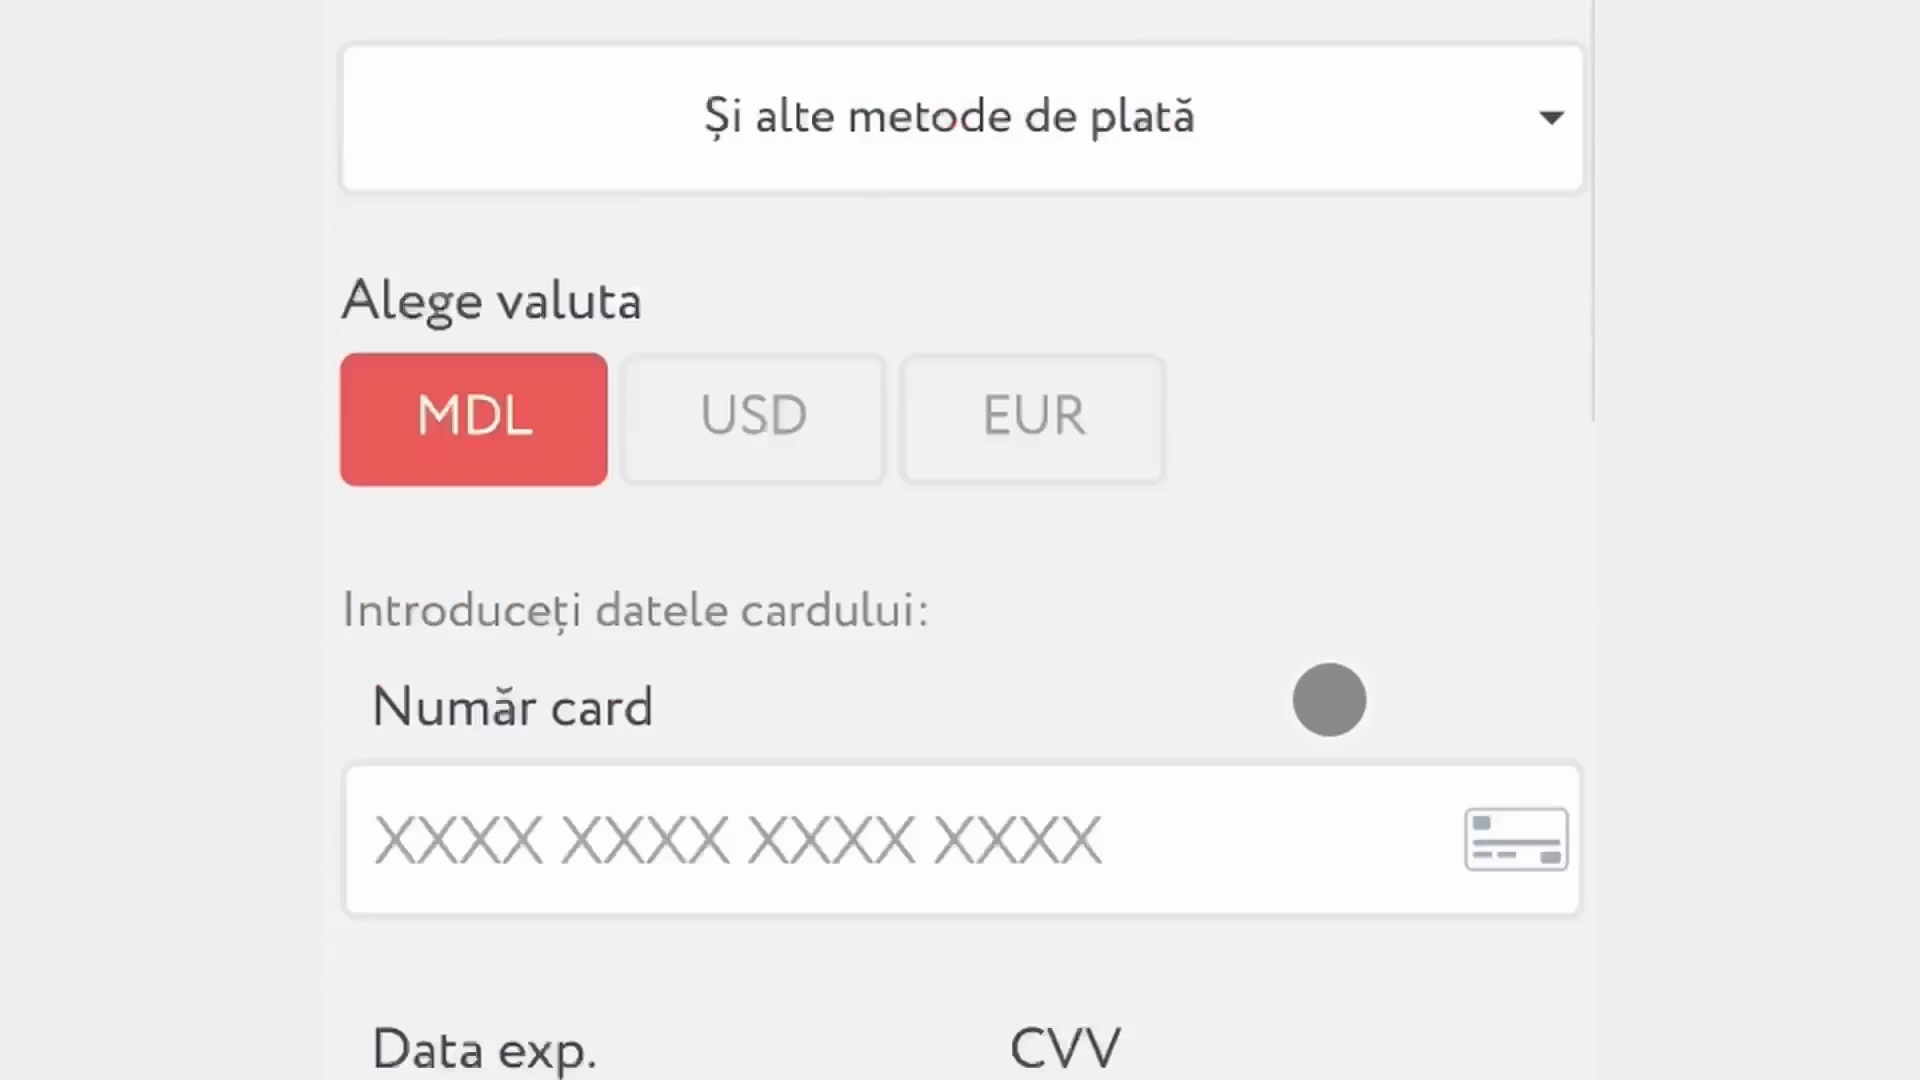 Și alte metode de plată
Alege valuta
MDL USD EUR
Introduceți datele cardului:
Număr card
XXXX XXXX XXXX XXXX
Data exp. CVV